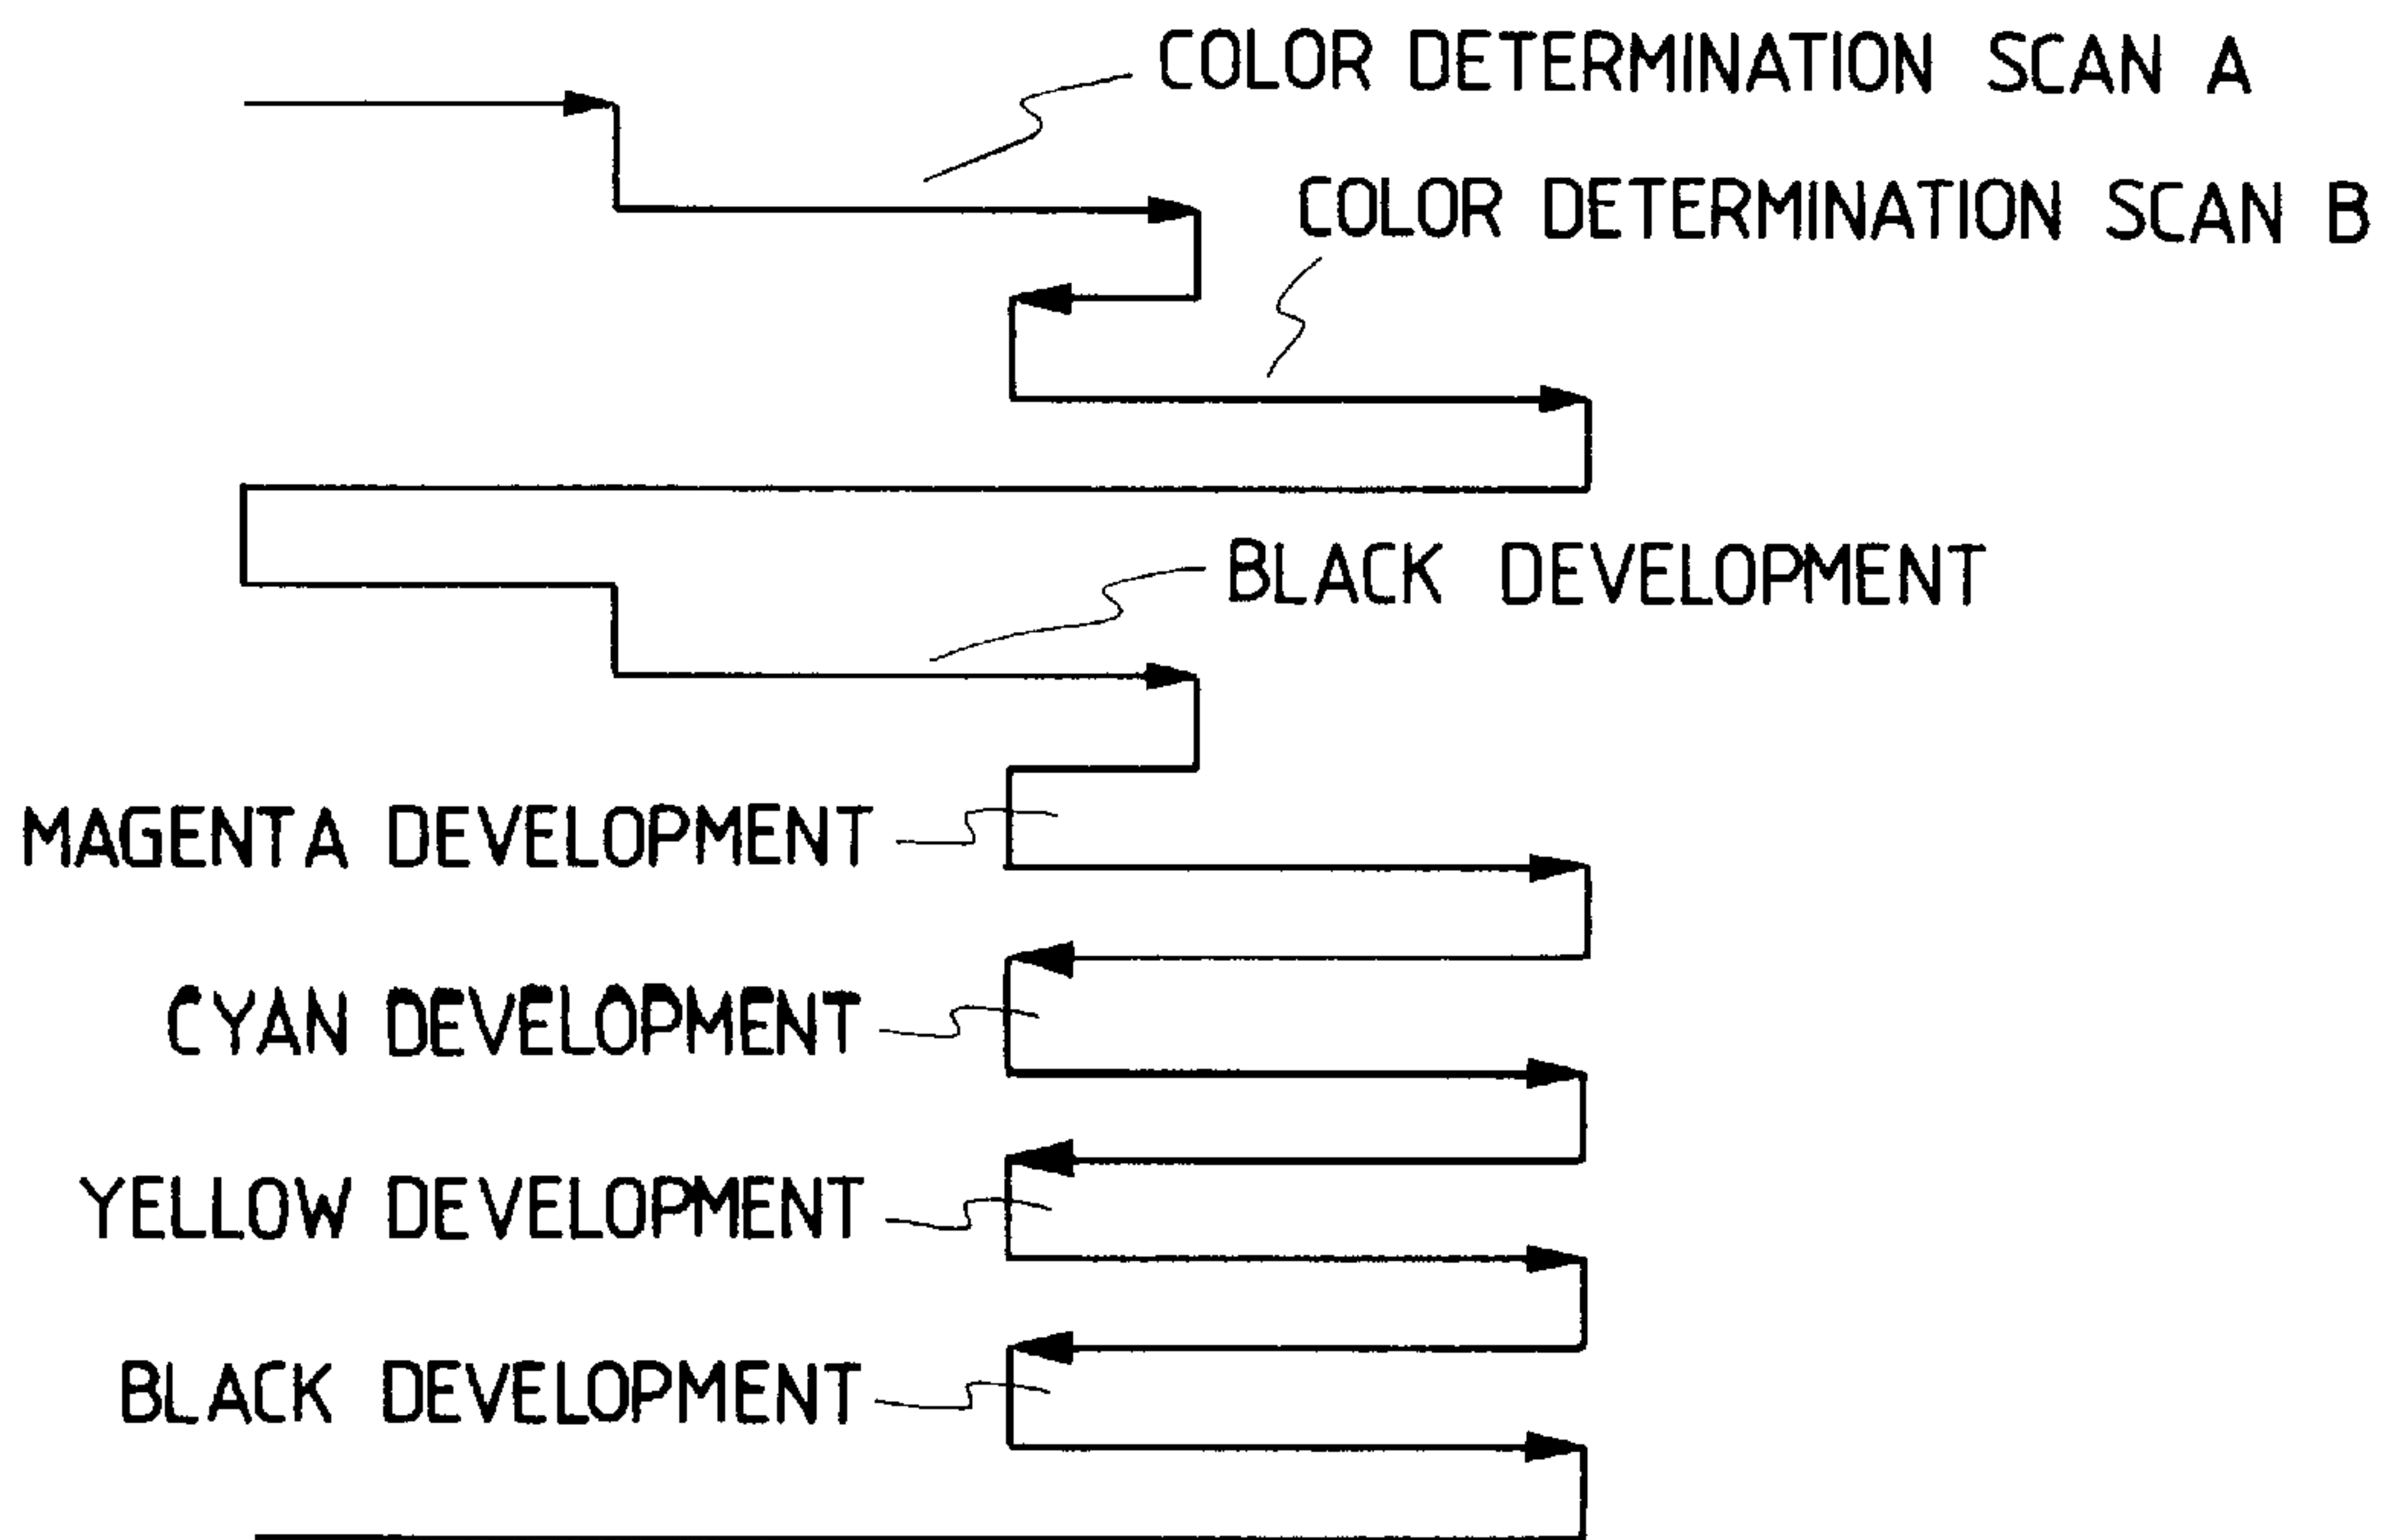 COLOR DETERMINATION SCAN A
COLOR DETERMINATION SCAN B
BLACK DEVELOPMENT
MAGENTA DEVELOPMENT
CYAN DEVELOPMENT
YELLOW DEVELOPMENT
BLACK DEVELOPMENT